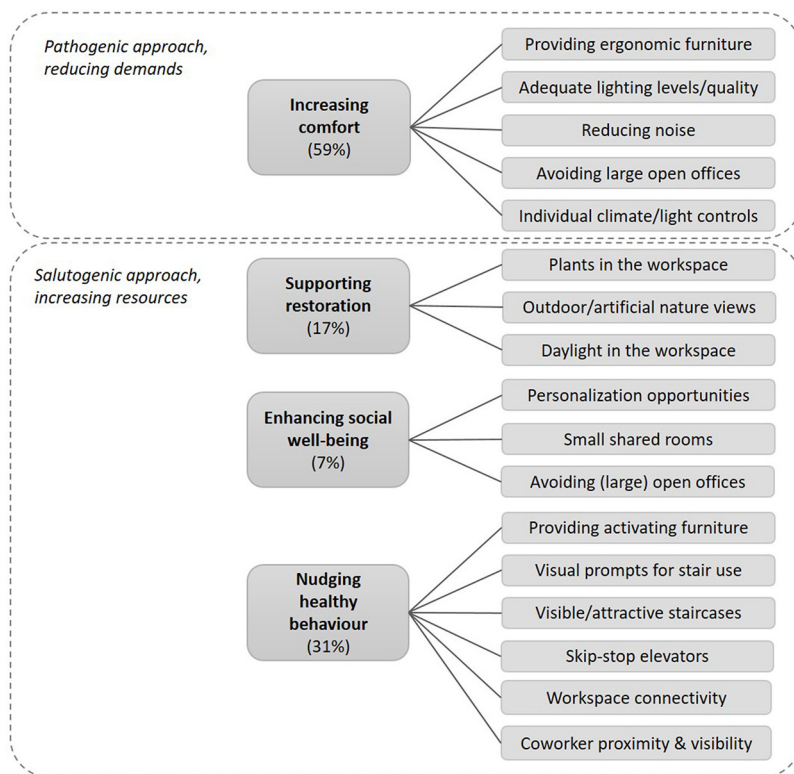 Pathogenic approach,
reducing demands
Increasing
comfort
(59%)
Providing ergonomic furniture
Adequate lighting levels/quality
Reducing noise
Avoiding large open offices
Individual climate/light controls
Salutogenic approach,
increasing resources
Supporting
restoration
(17%)
Plants in the workspace
Outdoor/artificial nature views
Daylight in the workspace
Enhancing social
well-being
(7%)
Personalization opportunities
Small shared rooms
Avoiding (large) open offices
Nudging
healthy
behaviour
(31%)
Providing activating furniture
Visual prompts for stair use
Visible/attractive staircases
Skip-stop elevators
Workspace connectivity
Coworker proximity & visibility